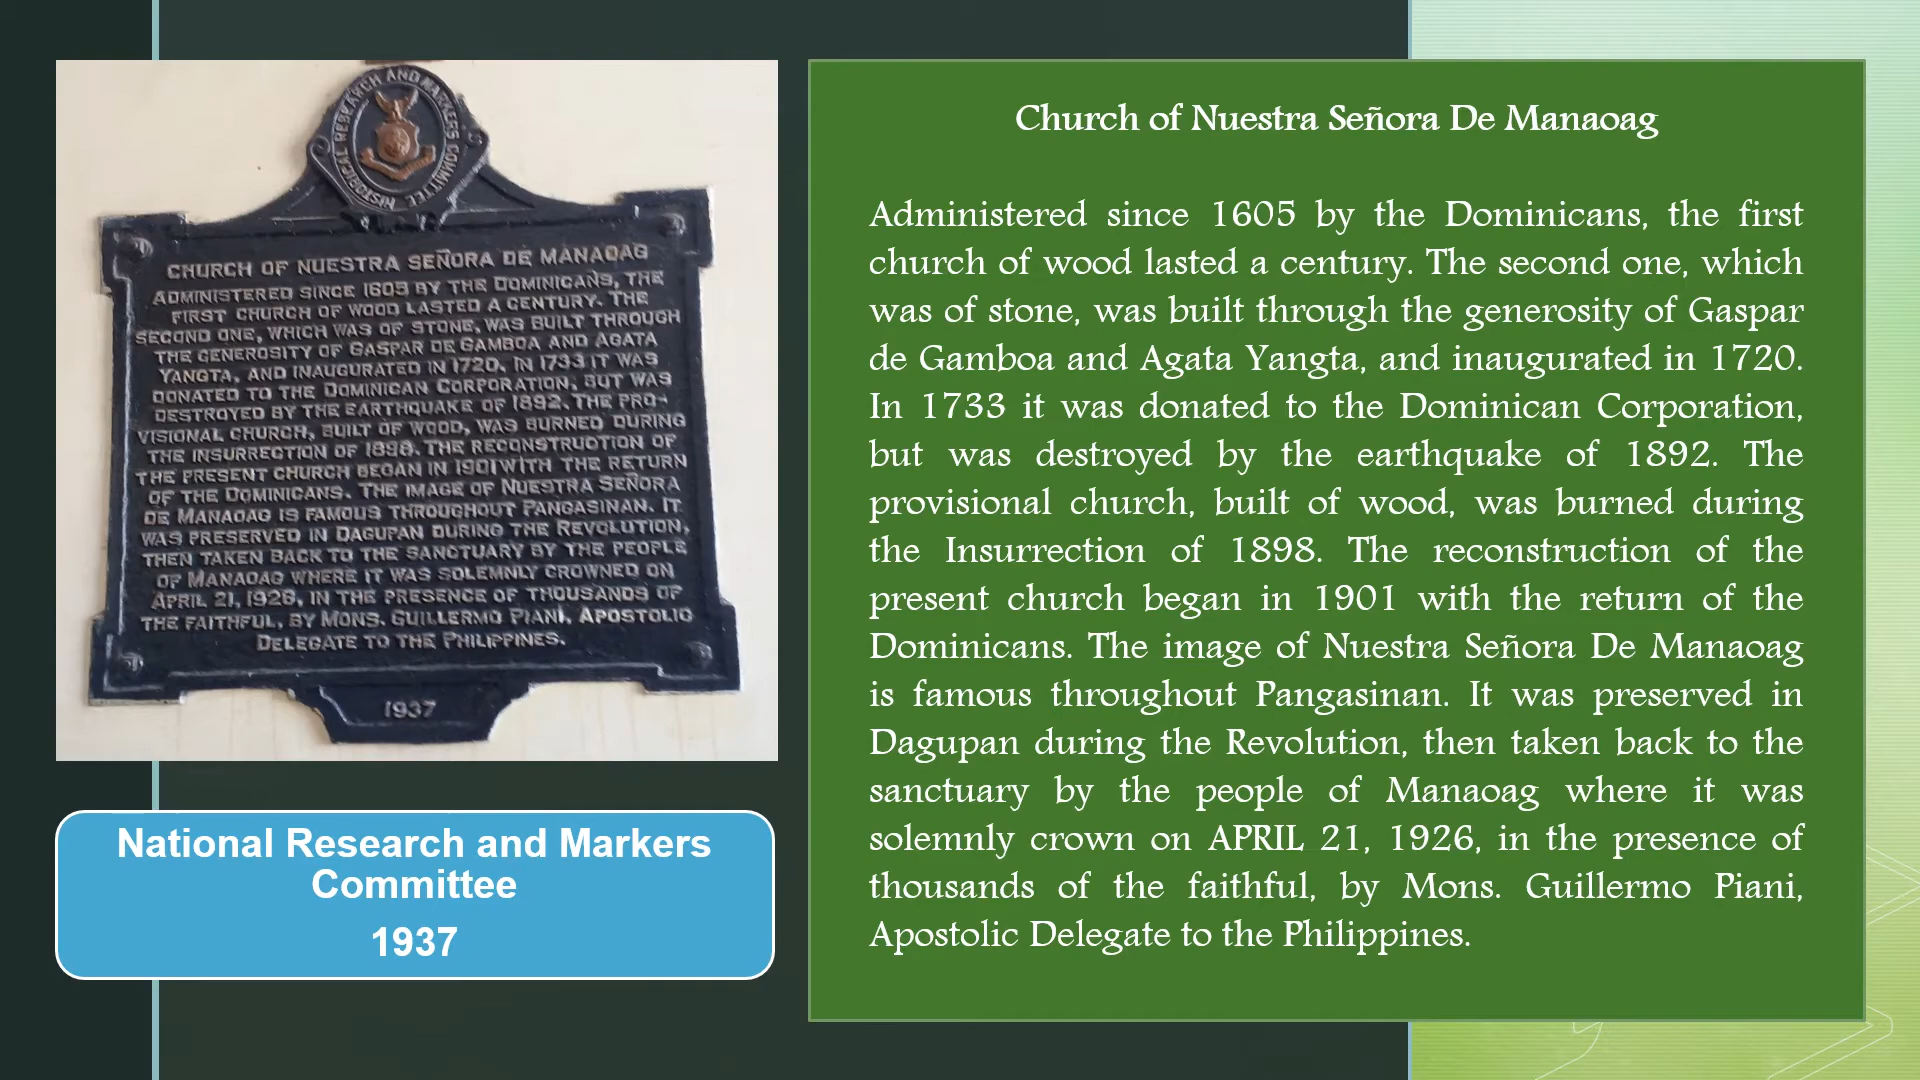 HISTORICAL RESEARCH AND MARKERS COMMITTEE
CHURCH OF NUESTRA SEÑORA DE MANAOAG
ADMINISTERED SINCE 1605 BY THE DOMINICANS, THE
FIRST CHURCH OF WOOD LASTED A CENTURY. THE
SECOND ONE, WHICH WAS OF STONE, WAS BUILT THROUGH
THE GENEROSITY OF GASPAR DE GAMBOA AND AGATA
YANGTA, AND INAUGURATED IN 1720. IN 1733 IT WAS
DONATED TO THE DOMINICAN CORPORATION, BUT WAS
DESTROYED BY THE EARTHQUAKE OF 1892. THE PRO-
VISIONAL CHURCH, BUILT OF WOOD, WAS BURNED DURING
THE INSURRECTION OF 1898. THE RECONSTRUCTION OF
THE PRESENT CHURCH BEGAN IN 1901 WITH THE RETURN
OF THE DOMINICANS. THE IMAGE OF NUESTRA SEÑORA
DE MANAOAG IS FAMOUS THROUGHOUT PANGASINAN. IT
WAS PRESERVED IN DAGUPAN DURING THE REVOLUTION,
THEN TAKEN BACK TO THE SANCTUARY BY THE PEOPLE
OF MANAOAG WHERE IT WAS SOLEMNLY CROWNED ON
APRIL 21, 1926, IN THE PRESENCE OF THOUSANDS OF
THE FAITHFUL, BY MONS. GUILLERMO PIANI, APOSTOLIC
DELEGATE TO THE PHILIPPINES.
1937
National Research and Markers
Committee
1937
Church of Nuestra Señora De Manaoag
Administered since 1605 by the Dominicans, the first
church of wood lasted a century. The second one, which
was of stone, was built through the generosity of Gaspar
de Gamboa and Agata Yangta, and inaugurated in 1720.
In 1733 it was donated to the Dominican Corporation,
but was destroyed by the earthquake of 1892. The
provisional church, built of wood, was burned during
the Insurrection of 1898. The reconstruction of the
present church began in 1901 with the return of the
Dominicans. The image of Nuestra Señora De Manaoag
is famous throughout Pangasinan. It was preserved in
Dagupan during the Revolution, then taken back to the
sanctuary by the people of Manaoag where it was
solemnly crown on APRIL 21, 1926, in the presence of
thousands of the faithful, by Mons. Guillermo Piani,
Apostolic Delegate to the Philippines.